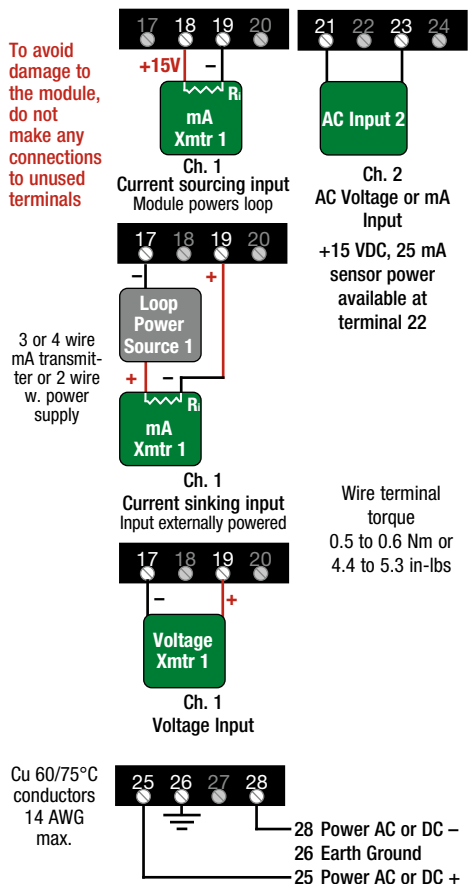 17 18 19 20
To avoid
damage to
the module,
do not
make any
connections
to unused
terminals
+15V –
Ri
mA
Xmtr 1
Ch. 1
Current sourcing input
Module powers loop
21 22 23 24
AC Input 2
Ch. 2
AC Voltage or mA
Input
+15 VDC, 25 mA
sensor power
available at
terminal 22
17 18 19 20
– +
Loop
Power
Source 1
3 or 4 wire
mA transmit-
ter or 2 wire
w. power
supply
+ –
Ri
mA
Xmtr 1
Ch. 1
Current sinking input
Input externally powered
Wire terminal
torque
0.5 to 0.6 Nm or
4.4 to 5.3 in-lbs
17 18 19 20
– +
Voltage
Xmtr 1
Ch. 1
Voltage Input
Cu 60/75°C
conductors
14 AWG
max.
25 26 27 28
28 Power AC or DC –
26 Earth Ground
25 Power AC or DC +